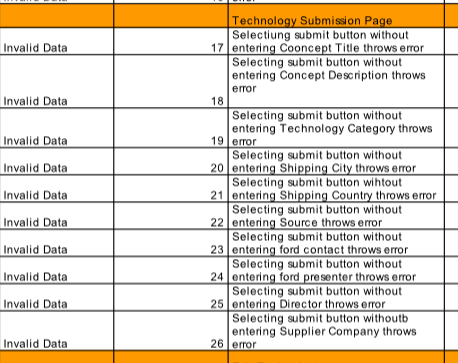 Technology Submission Page
Selectiung submit button without
Invalid Data 17 entering Cooncept Title throws error
Selecting submit button without
entering Concept Description throws
error
Invalid Data 18
Selecting submit button without
entering Technology Category throws
Invalid Data 19 error
Selecting submit button without
Invalid Data 20 entering Shipping City throws error
Selecting submit button wihtout
Invalid Data 21 entering Shipping Country throws error
Selecting submit button without
Invalid Data 22 entering Source throws error
Selecting submit button without
Invalid Data 23 entering ford contact throws error
Selecting submit button without
Invalid Data 24 entering ford presenter throws error
Selecting submit button without
Invalid Data 25 entering Director throws error
Selecting submit button withoutb
entering Supplier Company throws
Invalid Data 26 error